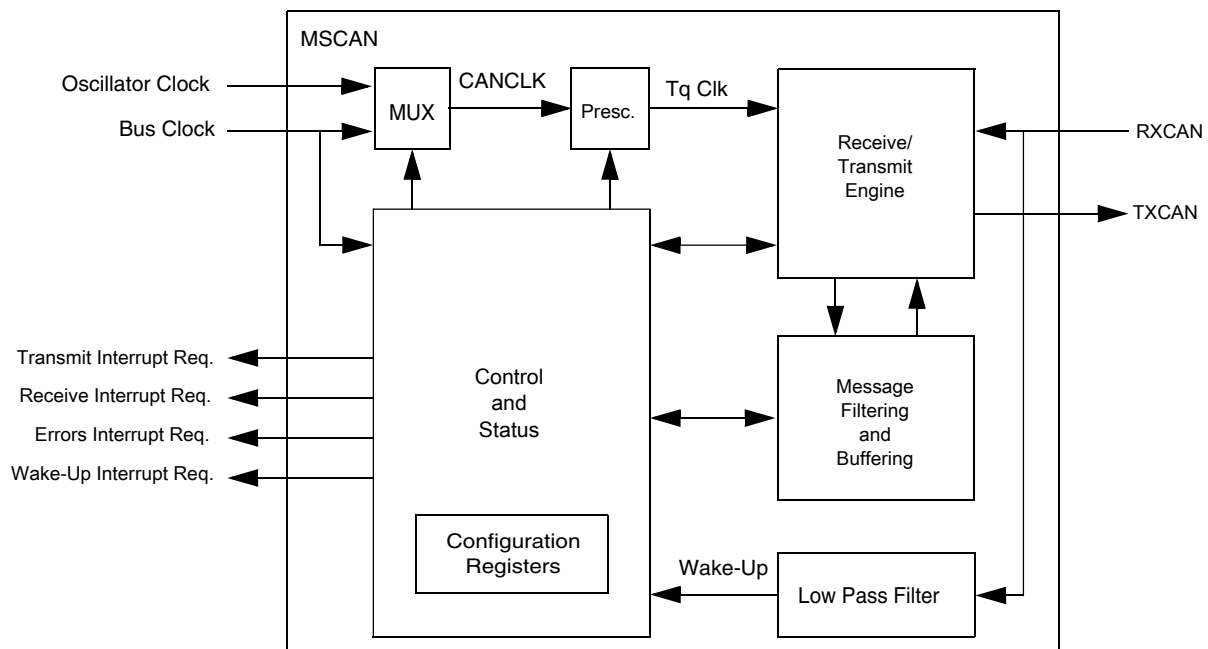 MSCAN
Oscillator Clock
Bus Clock
MUX
CANCLK
Presc.
Tq Clk
Receive/
Transmit
Engine
RXCAN
TXCAN
Transmit Interrupt Req.
Receive Interrupt Req.
Errors Interrupt Req.
Wake-Up Interrupt Req.
Control
and
Status
Message
Filtering
and
Buffering
Configuration
Registers
Wake-Up
Low Pass Filter